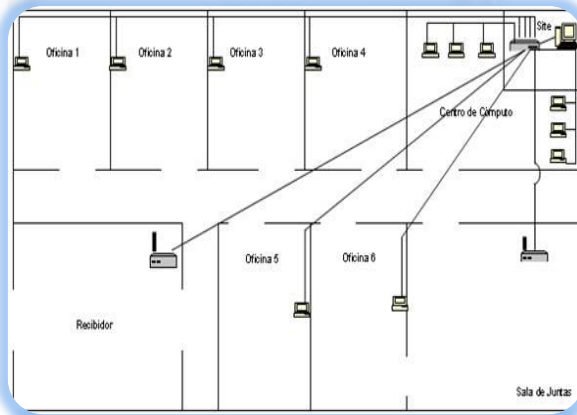 Oficina 1
Oficina 2
Oficina 3
Oficina 4
Site
Centro de Cómputo
Oficina 5
Oficina 6
Recibidor
Sala de Juntas